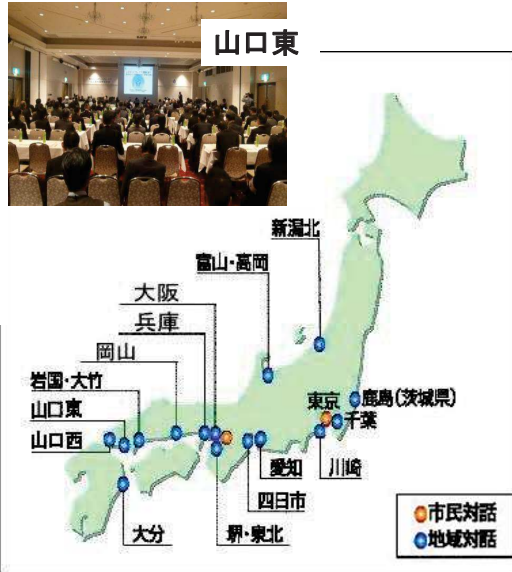 山口東
新潟北
富山・高岡
大阪
兵庫
岡山
岩国・大竹
山口東
山口西
大分
堺・泉北
四日市
愛知
川崎
東京
千葉
鹿島(茨城県)
市民対話
地域対話